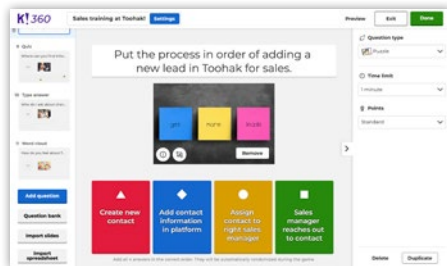 K! 360
Sales training at Toohak!
Settings
Preview
Exit
Done
Quiz
Type answer
Word cloud
Add question
Question bank
Import slides
Import
spreadsheet
Put the process in order of adding a
new lead in Toohak for sales.
more
Remove
Create new
contact
Add contact
information
in platform
Assign
contact to
right sales
manager
Sales
manager
reaches out
to contact
Question type
Puzzle
Time limit
1 minute
Points
Standard
Delete
Duplicate